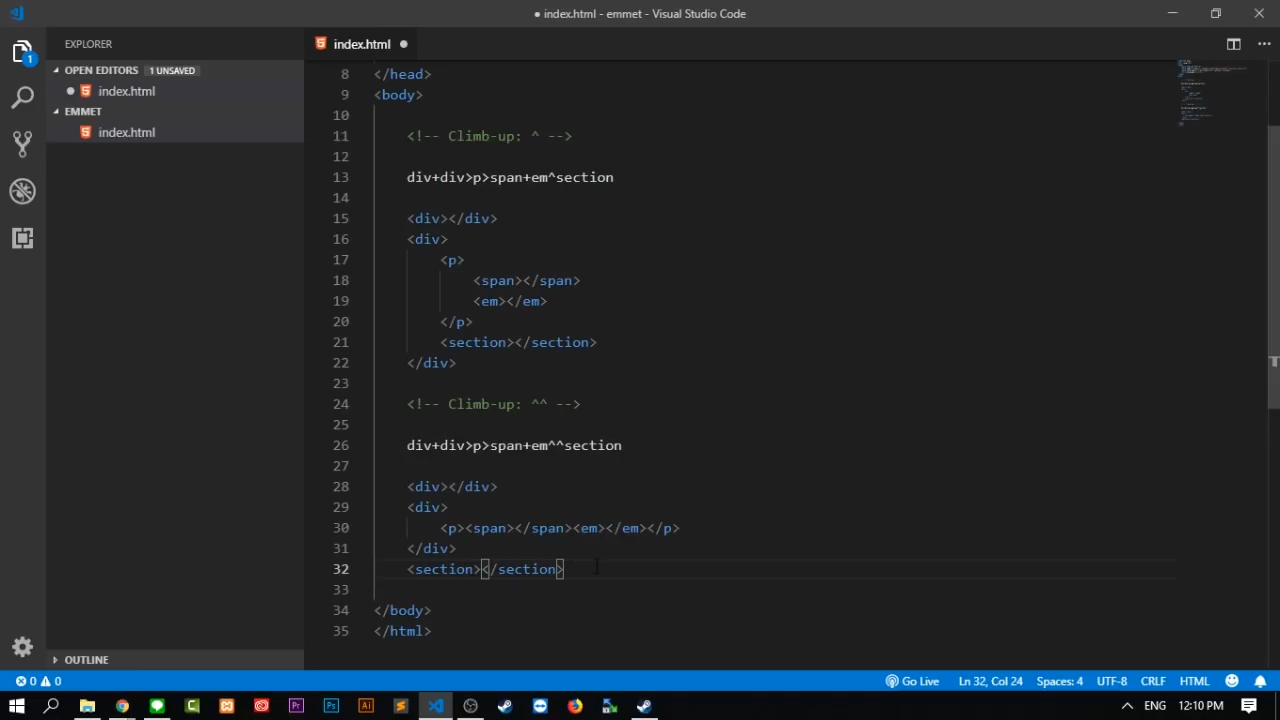 ● index.html - emmet - Visual Studio Code
EXPLORER
OPEN EDITORS 1 UNSAVED
index.html
EMMET
index.html
OUTLINE
1
index.html
8 </head>
9 <body>
10
11 <!-- Climb-up: ^ -->
12
13 div+div>p>span+em^section
14
15 <div></div>
16 <div>
17 <p>
18 <span></span>
19 <em></em>
20 </p>
21 <section></section>
22 </div>
23
24 <!-- Climb-up: ^^ -->
25
26 div+div>p>span+em^^section
27
28 <div></div>
29 <div>
30 <p><span></span><em></em></p>
31 </div>
32 <section></section>
33
34 </body>
35 </html>
0 0 Go Live Ln 32, Col 24 Spaces: 4 UTF-8 CRLF HTML
Pr Ps Ai ENG 12:10 PM